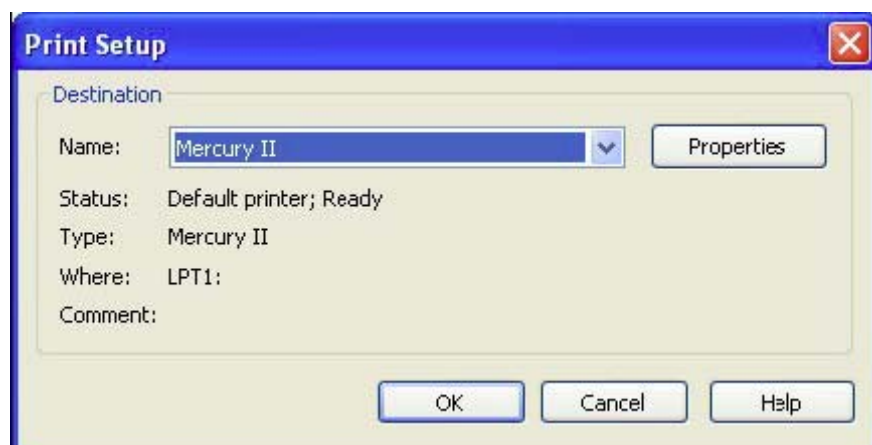 Print Setup
Destination
Name: Mercury II Properties
Status: Default printer; Ready
Type: Mercury II
Where: LPT1:
Comment:
OK Cancel Help